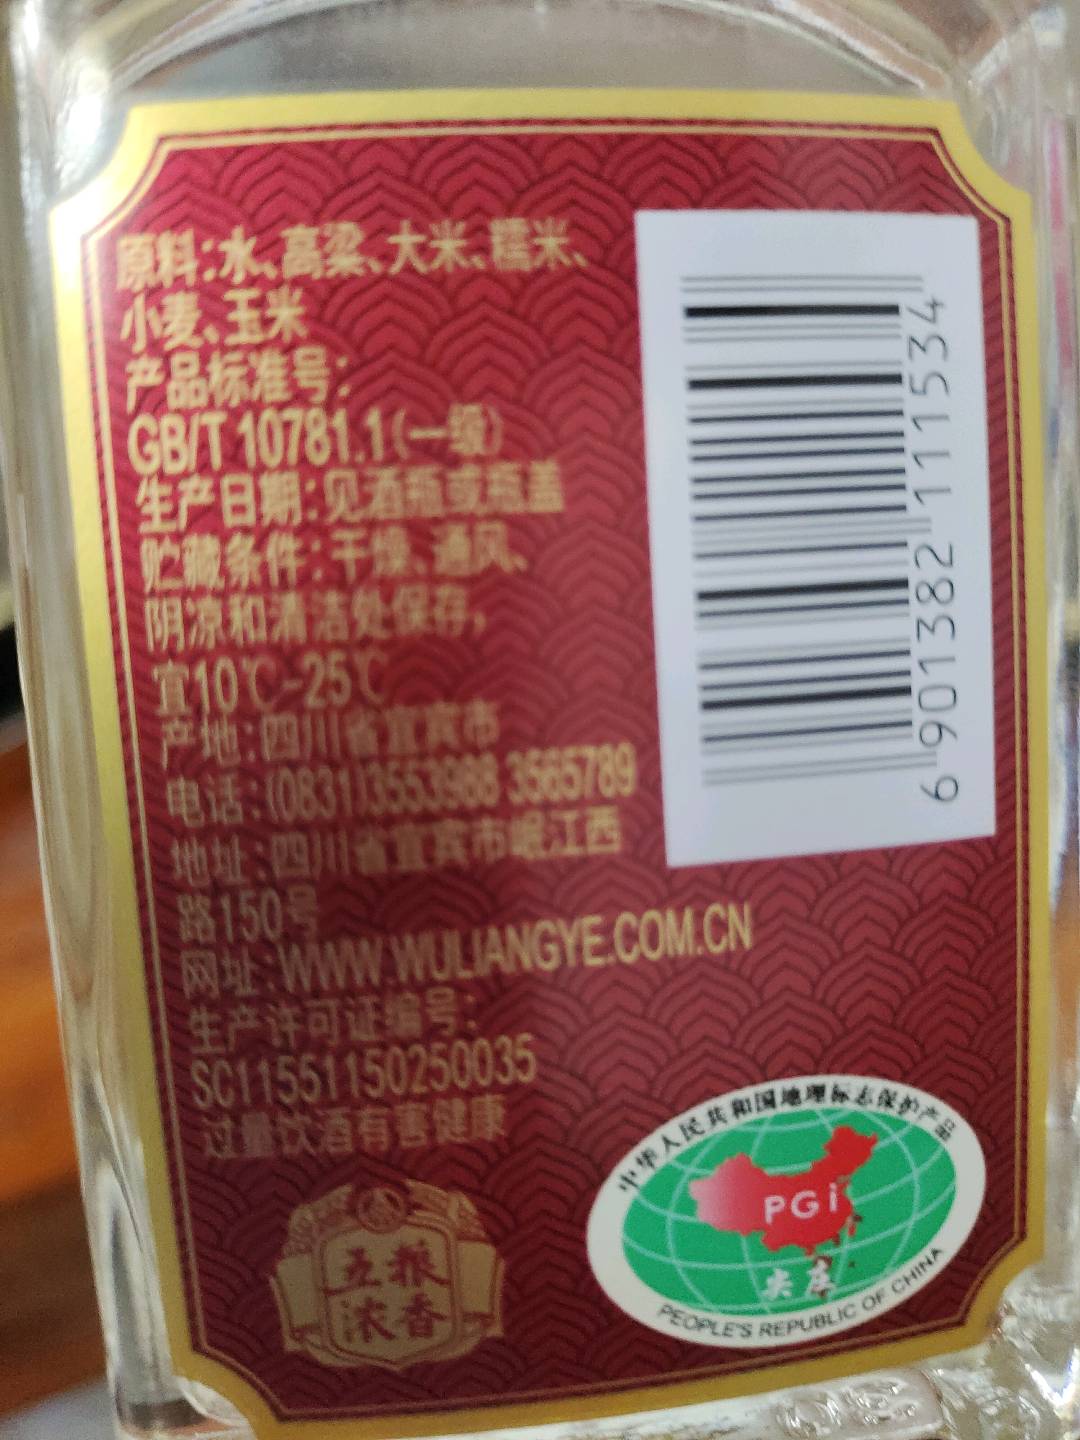 原料:水、高粱、大米、糯米、
小麦、玉米
产品标准号:
GB/T 10781.1(一级)
生产日期:见酒瓶或瓶盖
贮藏条件:干燥、通风、
阴凉和清洁处保存,
宜10℃-25℃
产地:四川省宜宾市
电话:(0831)3553988 3565789
地址:四川省宜宾市岷江西
路150号
网址:WWW.WULIANGYE.COM.CN
生产许可证编号:
SC11551150250035
过量饮酒有害健康
五粮
浓香
6 901382 111534
中华人民共和国地理标志保护产品
PGi
尖庄
PEOPLE'S REPUBLIC OF CHINA